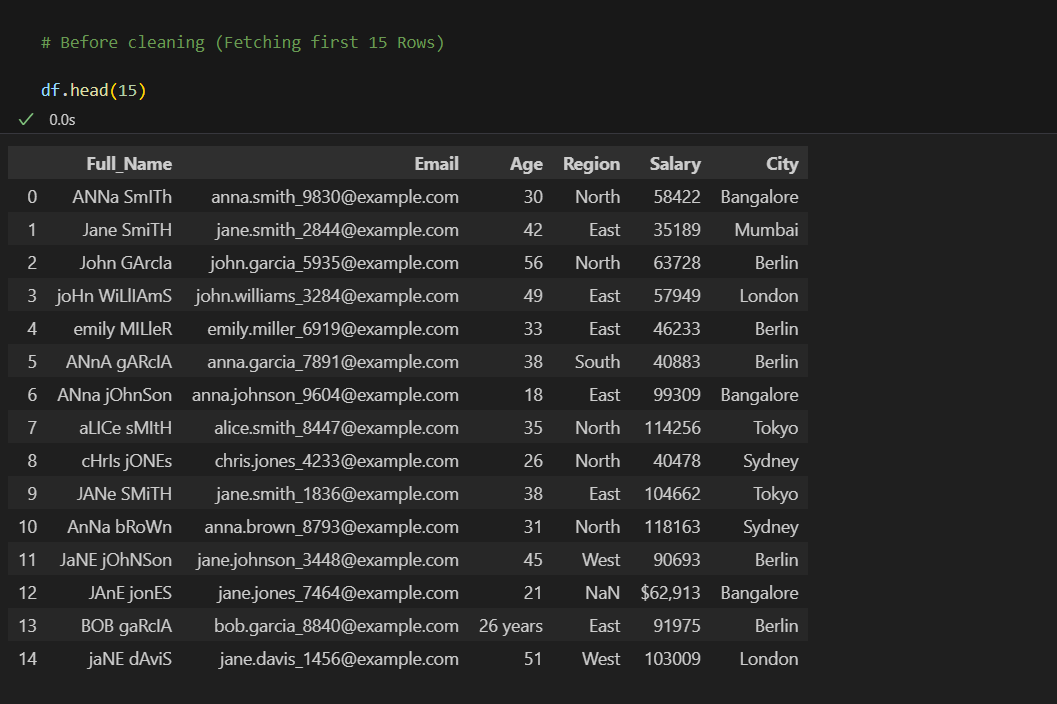 # Before cleaning (Fetching first 15 Rows)
df.head(15)
0.0s
Full_Name Email Age Region Salary City
0 ANNa SmITh anna.smith_9830@example.com 30 North 58422 Bangalore
1 Jane SmiTH jane.smith_2844@example.com 42 East 35189 Mumbai
2 John GArcIa john.garcia_5935@example.com 56 North 63728 Berlin
3 joHn WiLlIAmS john.williams_3284@example.com 49 East 57949 London
4 emily MILleR emily.miller_6919@example.com 33 East 46233 Berlin
5 ANnA gARcIA anna.garcia_7891@example.com 38 South 40883 Berlin
6 ANna jOhnSon anna.johnson_9604@example.com 18 East 99309 Bangalore
7 aLICe sMItH alice.smith_8447@example.com 35 North 114256 Tokyo
8 cHrIs jONEs chris.jones_4233@example.com 26 North 40478 Sydney
9 JANe SMiTH jane.smith_1836@example.com 38 East 104662 Tokyo
10 AnNa bRoWn anna.brown_8793@example.com 31 North 118163 Sydney
11 JaNE jOhNSon jane.johnson_3448@example.com 45 West 90693 Berlin
12 JAnE jonES jane.jones_7464@example.com 21 NaN $62,913 Bangalore
13 BOB gaRcIA bob.garcia_8840@example.com 26 years East 91975 Berlin
14 jaNE dAviS jane.davis_1456@example.com 51 West 103009 London